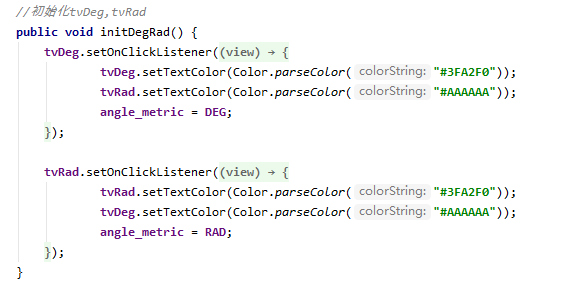 //初始化tvDeg,tvRad
public void initDegRad() {
tvDeg.setOnClickListener((view) → {
tvDeg.setTextColor(Color.parseColor( colorString: "#3FA2F0"));
tvRad.setTextColor(Color.parseColor( colorString: "#AAAAAA"));
angle_metric = DEG;
});
tvRad.setOnClickListener((view) → {
tvRad.setTextColor(Color.parseColor( colorString: "#3FA2F0"));
tvDeg.setTextColor(Color.parseColor( colorString: "#AAAAAA"));
angle_metric = RAD;
});
}